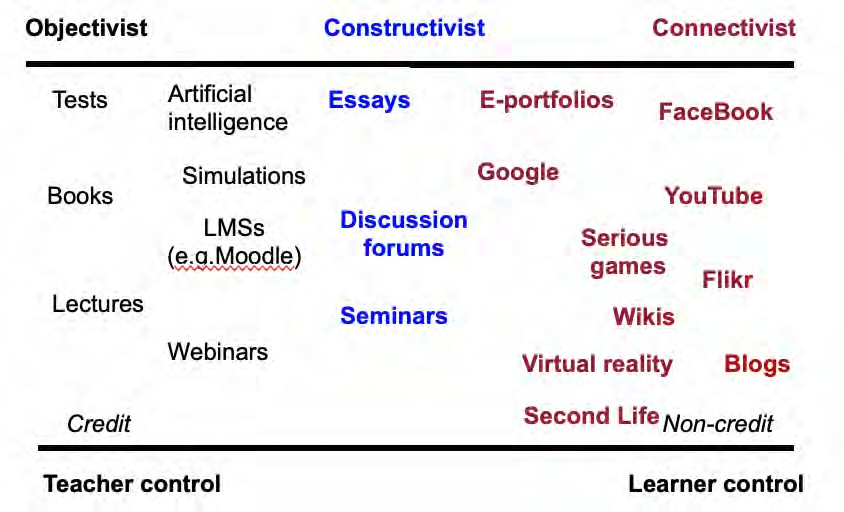 Objectivist Constructivist Connectivist
Tests Artificial intelligence Essays E-portfolios FaceBook
Simulations Google
Books YouTube
LMSs (e.g.Moodle) Discussion forums Serious games
Flikr
Lectures Seminars Wikis
Webinars Virtual reality Blogs
Credit Second Life Non-credit
Teacher control Learner control